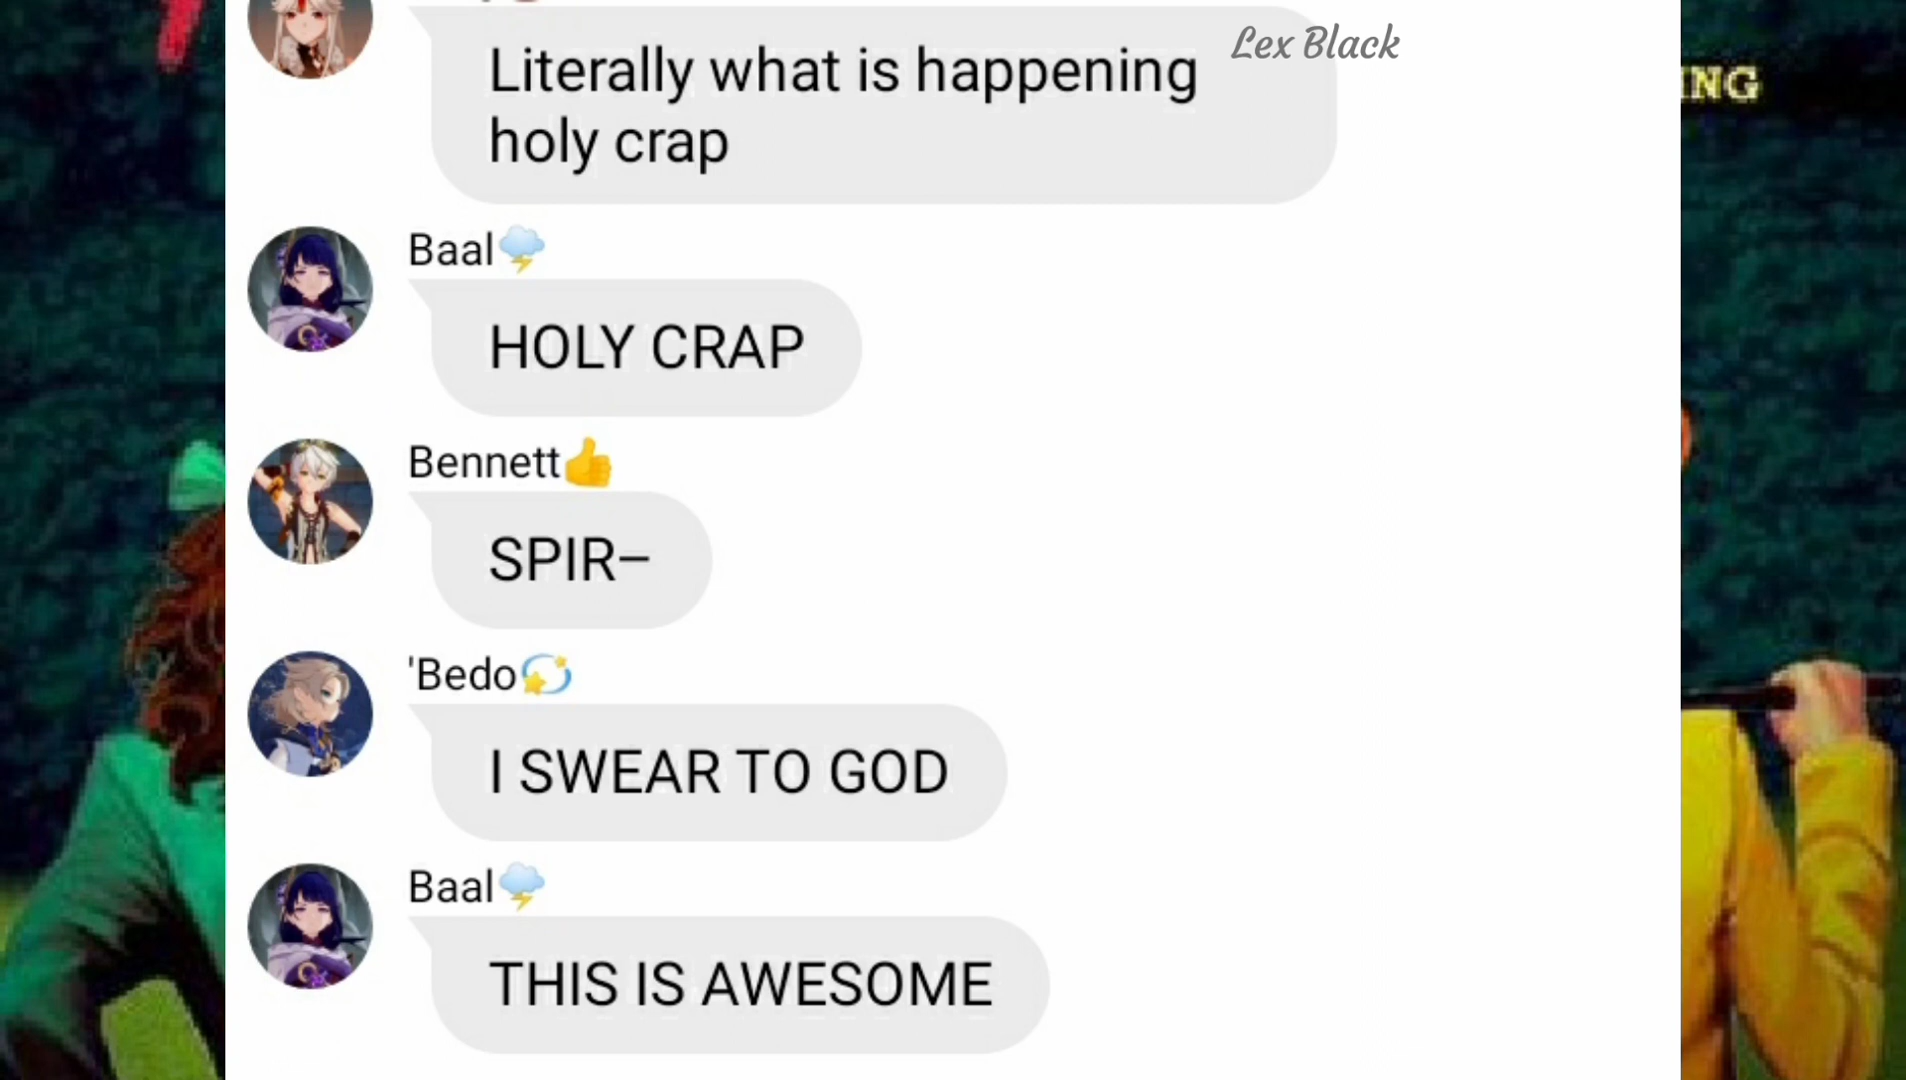 Lex Black
Literally what is happening
holy crap
ING
Baal🌩️
HOLY CRAP
Bennett👍
SPIR–
'Bedo💫
I SWEAR TO GOD
Baal🌩️
THIS IS AWESOME